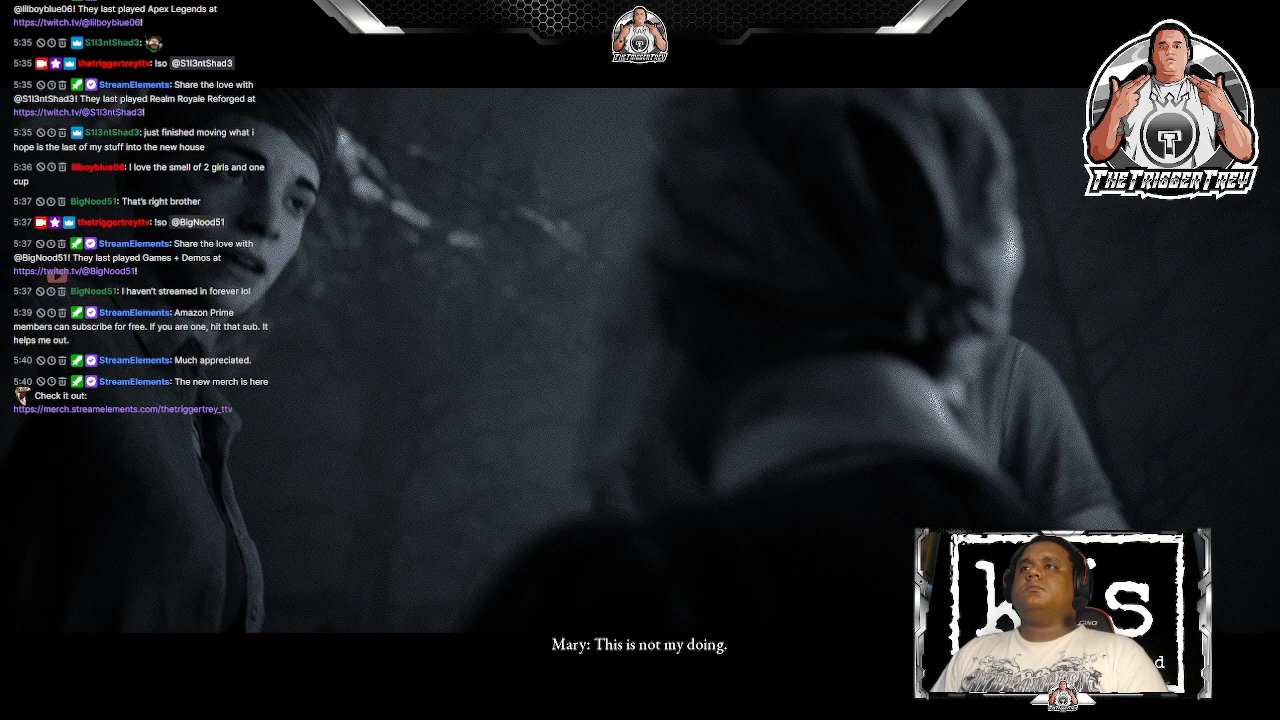 @lilboyblue06! They last played Apex Legends at
https://twitch.tv/@lilboyblue06!
5:35 S1l3ntShad3:
5:35 thetriggertreyttv: !so @S1l3ntShad3
5:35 StreamElements: Share the love with
@S1l3ntShad3! They last played Realm Royale Reforged at
https://twitch.tv/@S1l3ntShad3!
5:35 S1l3ntShad3: just finished moving what i
hope is the last of my stuff into the new house
5:36 lilboyblue06: I love the smell of 2 girls and one
cup
5:37 BigNood51: That's right brother
5:37 thetriggertreyttv: !so @BigNood51
5:37 StreamElements: Share the love with
@BigNood51! They last played Games + Demos at
https://twitch.tv/@BigNood51!
5:37 BigNood51: I haven't streamed in forever lol
5:39 StreamElements: Amazon Prime
members can subscribe for free. If you are one, hit that sub. It
helps me out.
5:40 StreamElements: Much appreciated.
5:40 StreamElements: The new merch is here
Check it out:
https://merch.streamelements.com/thetriggertrey_ttv
THETRIGGERTREY
T
THETRIGGERTREY
Mary: This is not my doing.